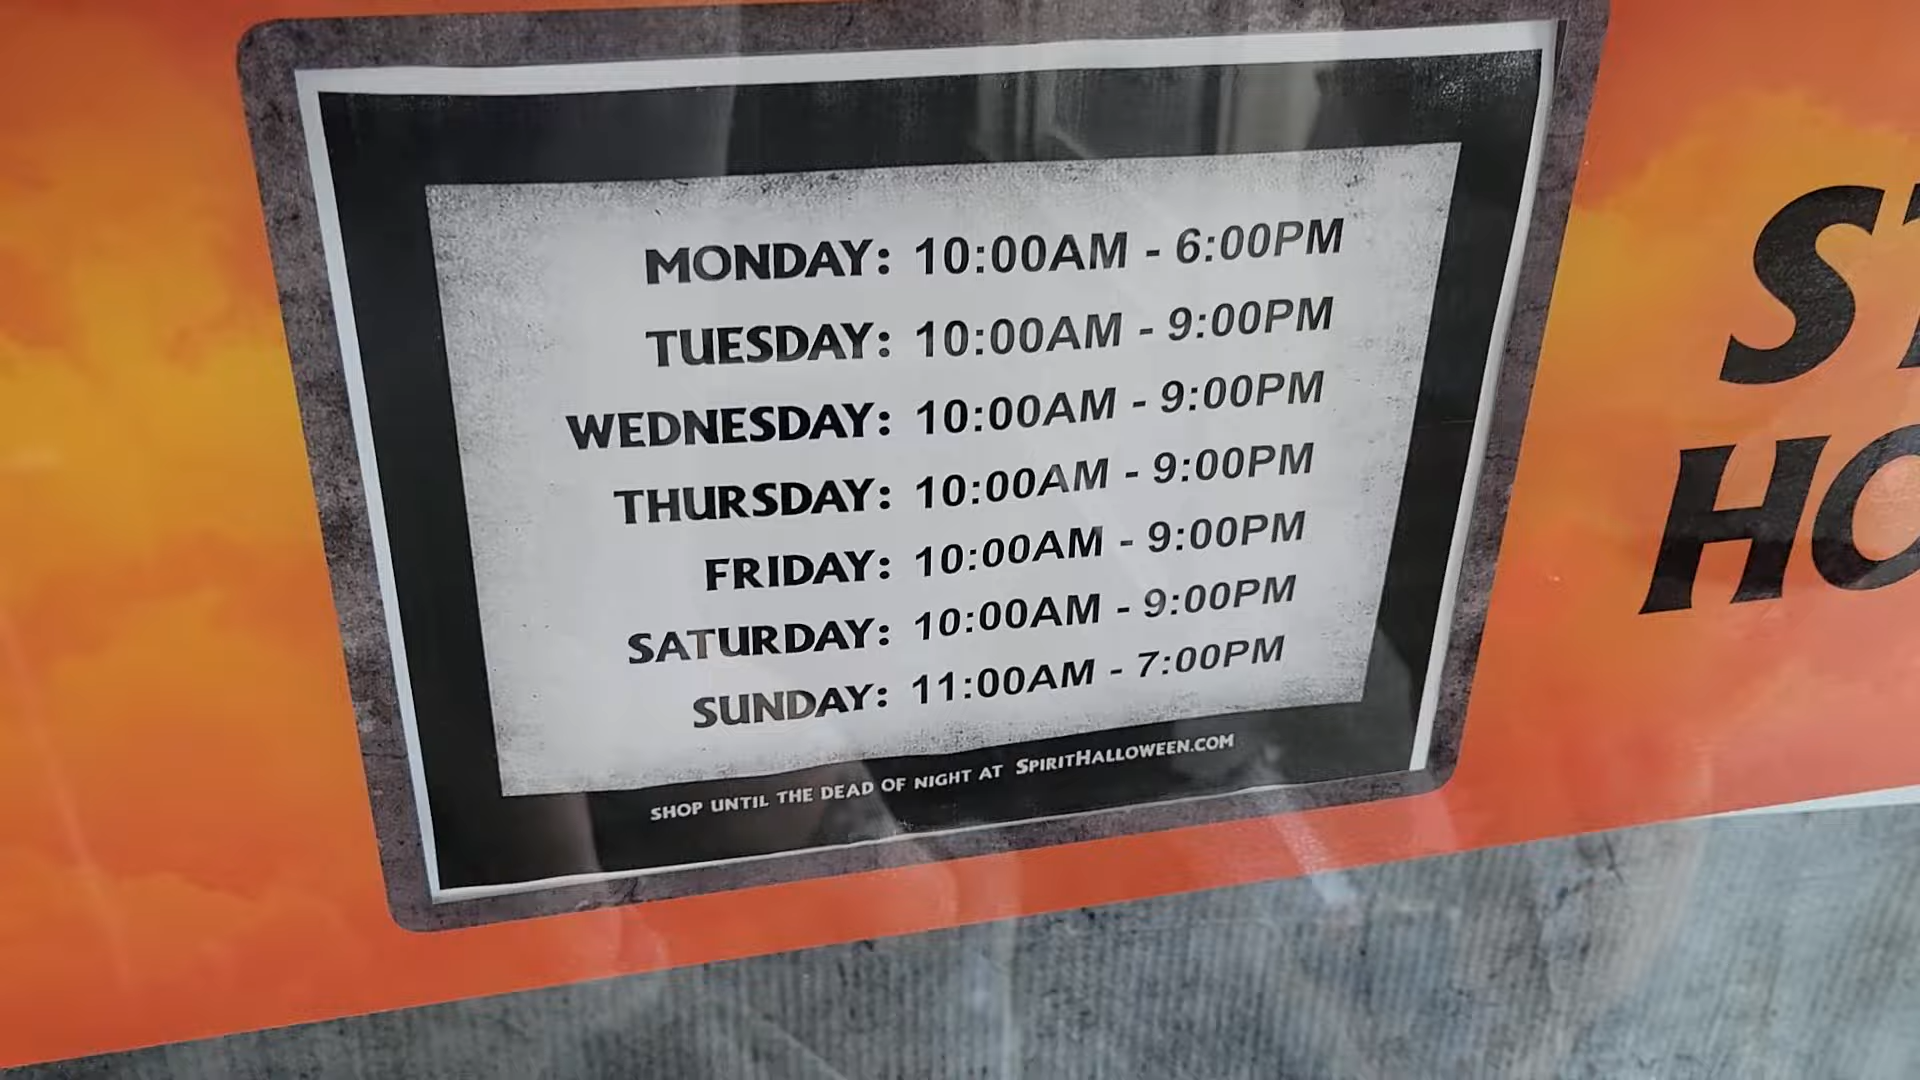 MONDAY: 10:00AM - 6:00PM
TUESDAY: 10:00AM - 9:00PM
WEDNESDAY: 10:00AM - 9:00PM
THURSDAY: 10:00AM - 9:00PM
FRIDAY: 10:00AM - 9:00PM
SATURDAY: 10:00AM - 9:00PM
SUNDAY: 11:00AM - 7:00PM
SHOP UNTIL THE DEAD OF NIGHT AT SPIRITHALLOWEEN.COM